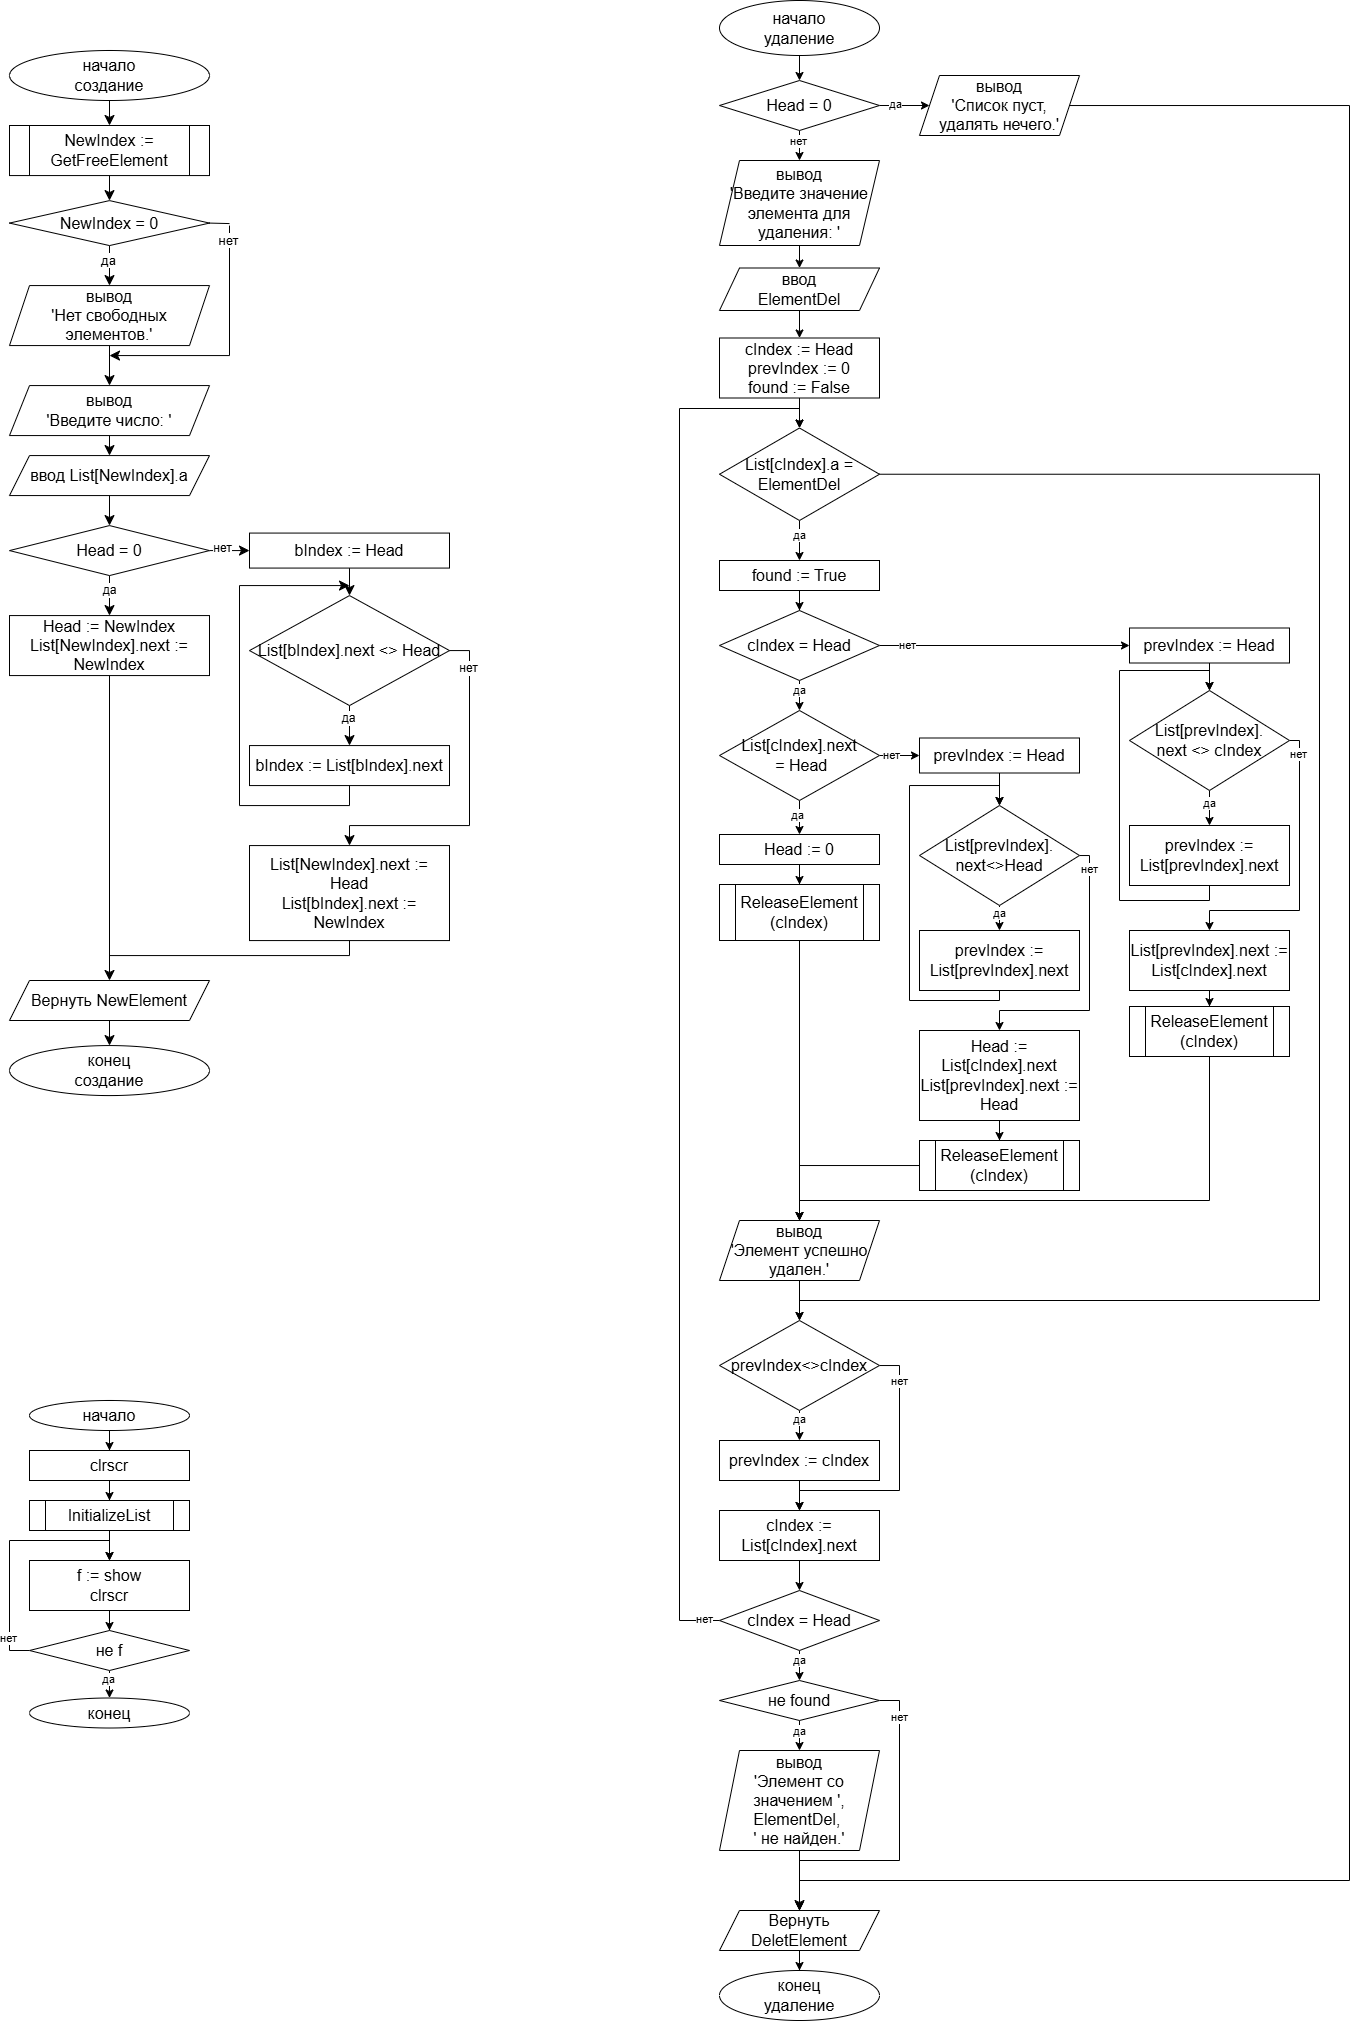 начало
создание
NewIndex :=
GetFreeElement
NewIndex = 0
нет
да
вывод
'Нет свободных
элементов.'
вывод
'Введите число: '
ввод List[NewIndex].a
Head = 0
нет
да
bIndex := Head
Head := NewIndex
List[NewIndex].next :=
NewIndex
List[bIndex].next <> Head
нет
да
bIndex := List[bIndex].next
List[NewIndex].next :=
Head
List[bIndex].next :=
NewIndex
Вернуть NewElement
конец
создание
начало
clrscr
InitializeList
f := show
clrscr
нет
не f
да
конец
начало
удаление
Head = 0
да
вывод
'Список пуст,
удалять нечего.'
нет
вывод
'Введите значение
элемента для
удаления: '
ввод
ElementDel
cIndex := Head
prevIndex := 0
found := False
List[cIndex].a =
ElementDel
да
found := True
cIndex = Head
нет
да
prevIndex := Head
List[prevIndex].
next <> cIndex
нет
да
prevIndex :=
List[prevIndex].next
List[prevIndex].next :=
List[cIndex].next
ReleaseElement
(cIndex)
List[cIndex].next
= Head
нет
да
prevIndex := Head
List[prevIndex].
next<>Head
нет
да
prevIndex :=
List[prevIndex].next
Head :=
List[cIndex].next
List[prevIndex].next :=
Head
ReleaseElement
(cIndex)
Head := 0
ReleaseElement
(cIndex)
вывод
'Элемент успешно
удален.'
prevIndex<>cIndex
нет
да
prevIndex := cIndex
cIndex :=
List[cIndex].next
нет
cIndex = Head
да
не found
нет
да
вывод
'Элемент со
значением ',
ElementDel,
' не найден.'
Вернуть
DeletElement
конец
удаление